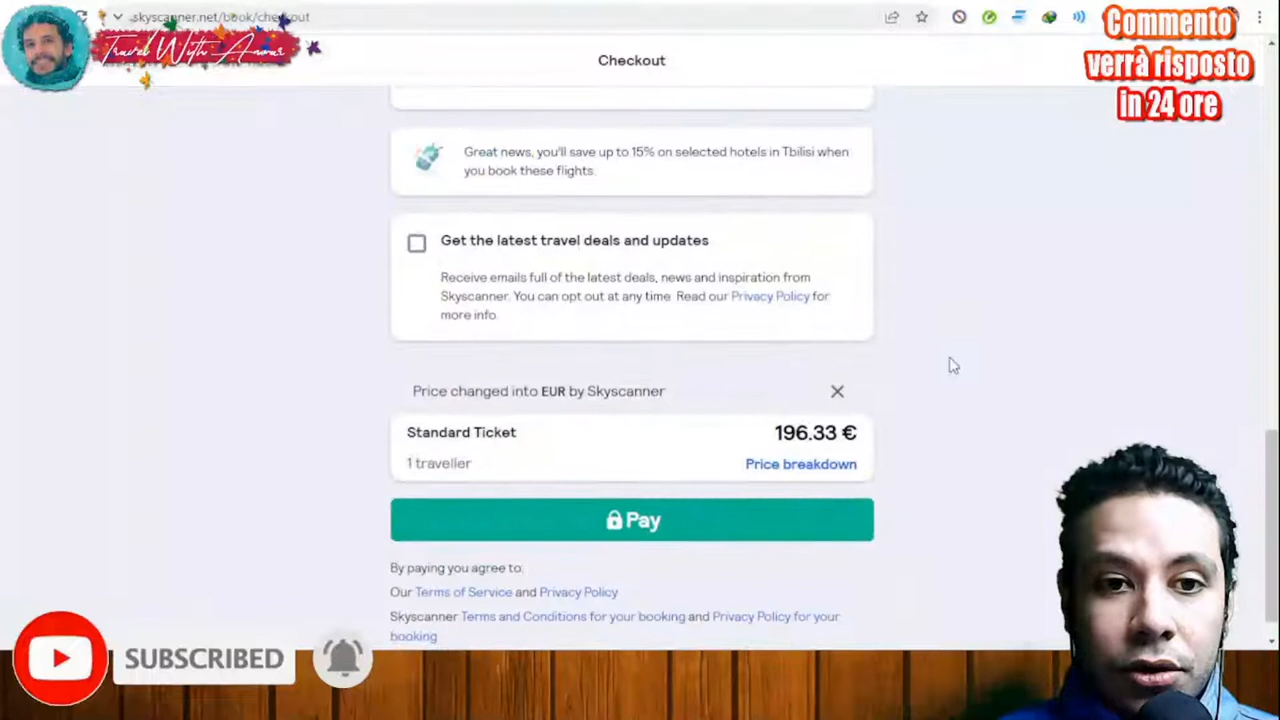 skyscanner.net/book/checkout
Travel With Anouar
Commento
verrà risposto
in 24 ore
Checkout
Great news, you'll save up to 15% on selected hotels in Tbilisi when
you book these flights.
Get the latest travel deals and updates
Receive emails full of the latest deals, news and inspiration from
Skyscanner. You can opt out at any time. Read our Privacy Policy for
more info.
Price changed into EUR by Skyscanner
Standard Ticket 196.33 €
1 traveller Price breakdown
Pay
By paying you agree to:
Our Terms of Service and Privacy Policy
Skyscanner Terms and Conditions for your booking and Privacy Policy for your
booking
SUBSCRIBED